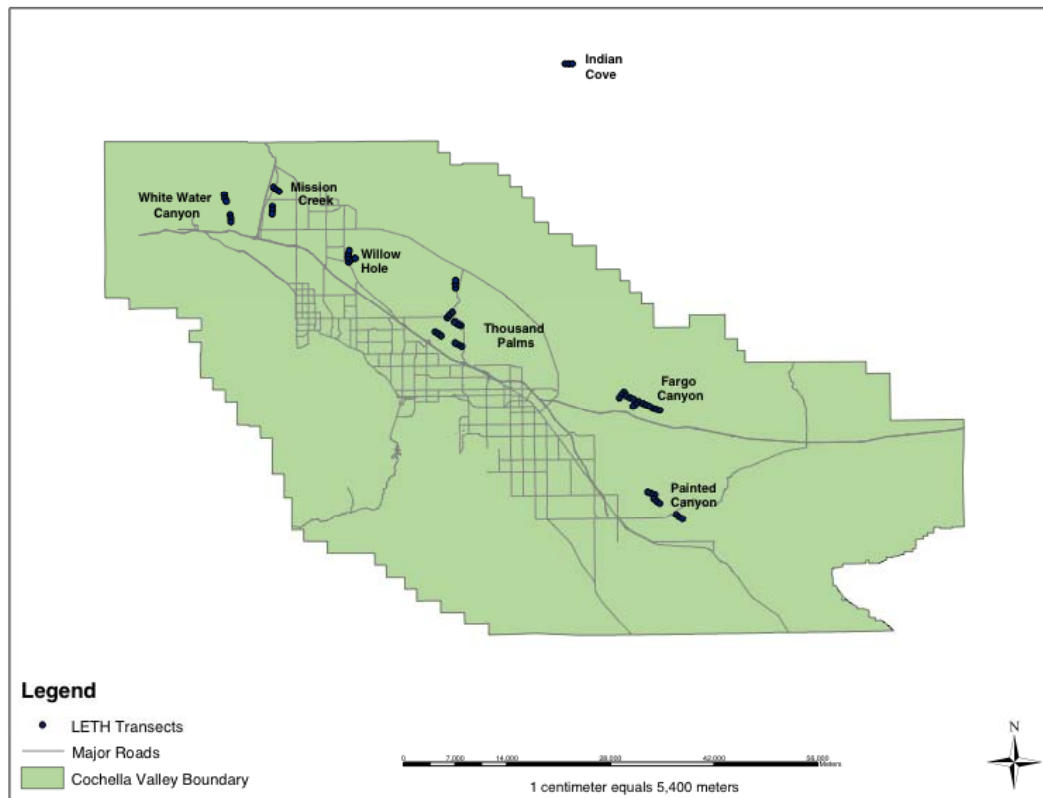 Indian
Cove
White Water
Canyon
Mission
Creek
Willow
Hole
Thousand
Palms
Fargo
Canyon
Painted
Canyon
Legend
LETH Transects
Major Roads
Cochella Valley Boundary
N
0 7,000 14,000 28,000 42,000 56,000
Meters
1 centimeter equals 5,400 meters